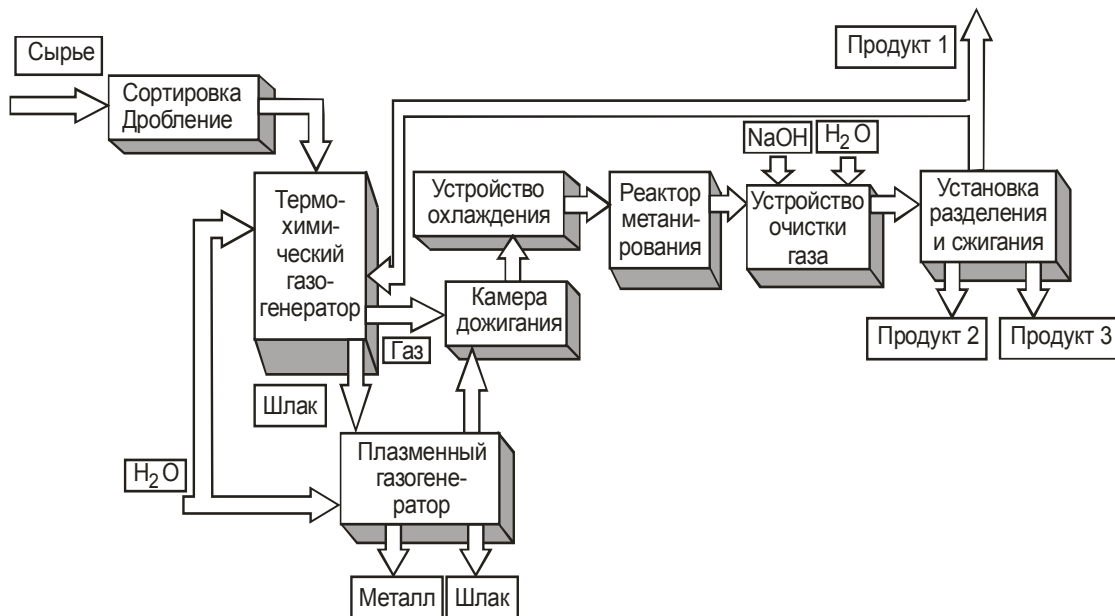 Сырье
Сортировка
Дробление
Продукт 1
NaOH
H2O
Термо-
хими-
ческий
газо-
генератор
Устройство
охлаждения
Реактор
метани-
рования
Устройство
очистки
газа
Установка
разделения
и сжигания
Камера
дожигания
Газ
Продукт 2
Продукт 3
Шлак
H2O
Плазменный
газогене-
ратор
Металл
Шлак